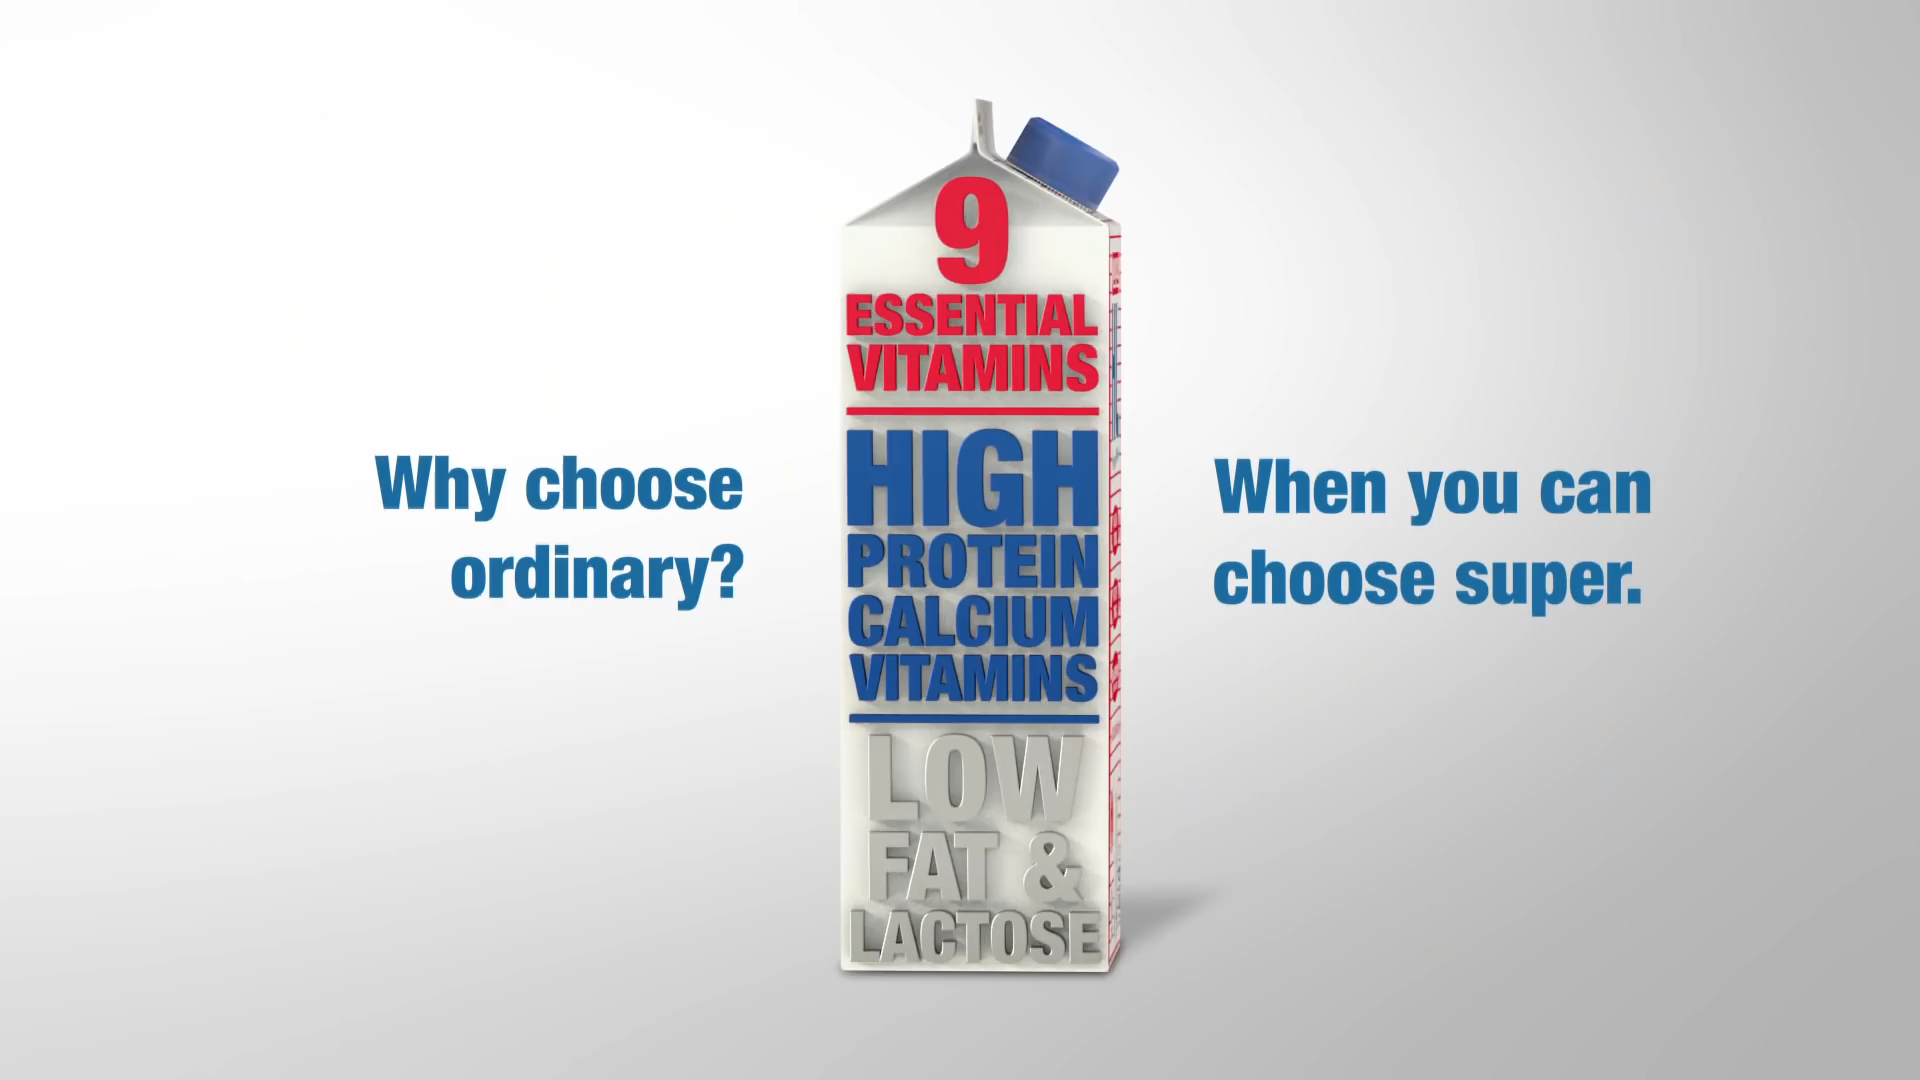 Why choose
ordinary?
9
ESSENTIAL
VITAMINS
HIGH
PROTEIN
CALCIUM
VITAMINS
LOW
FAT &
LACTOSE
When you can
choose super.